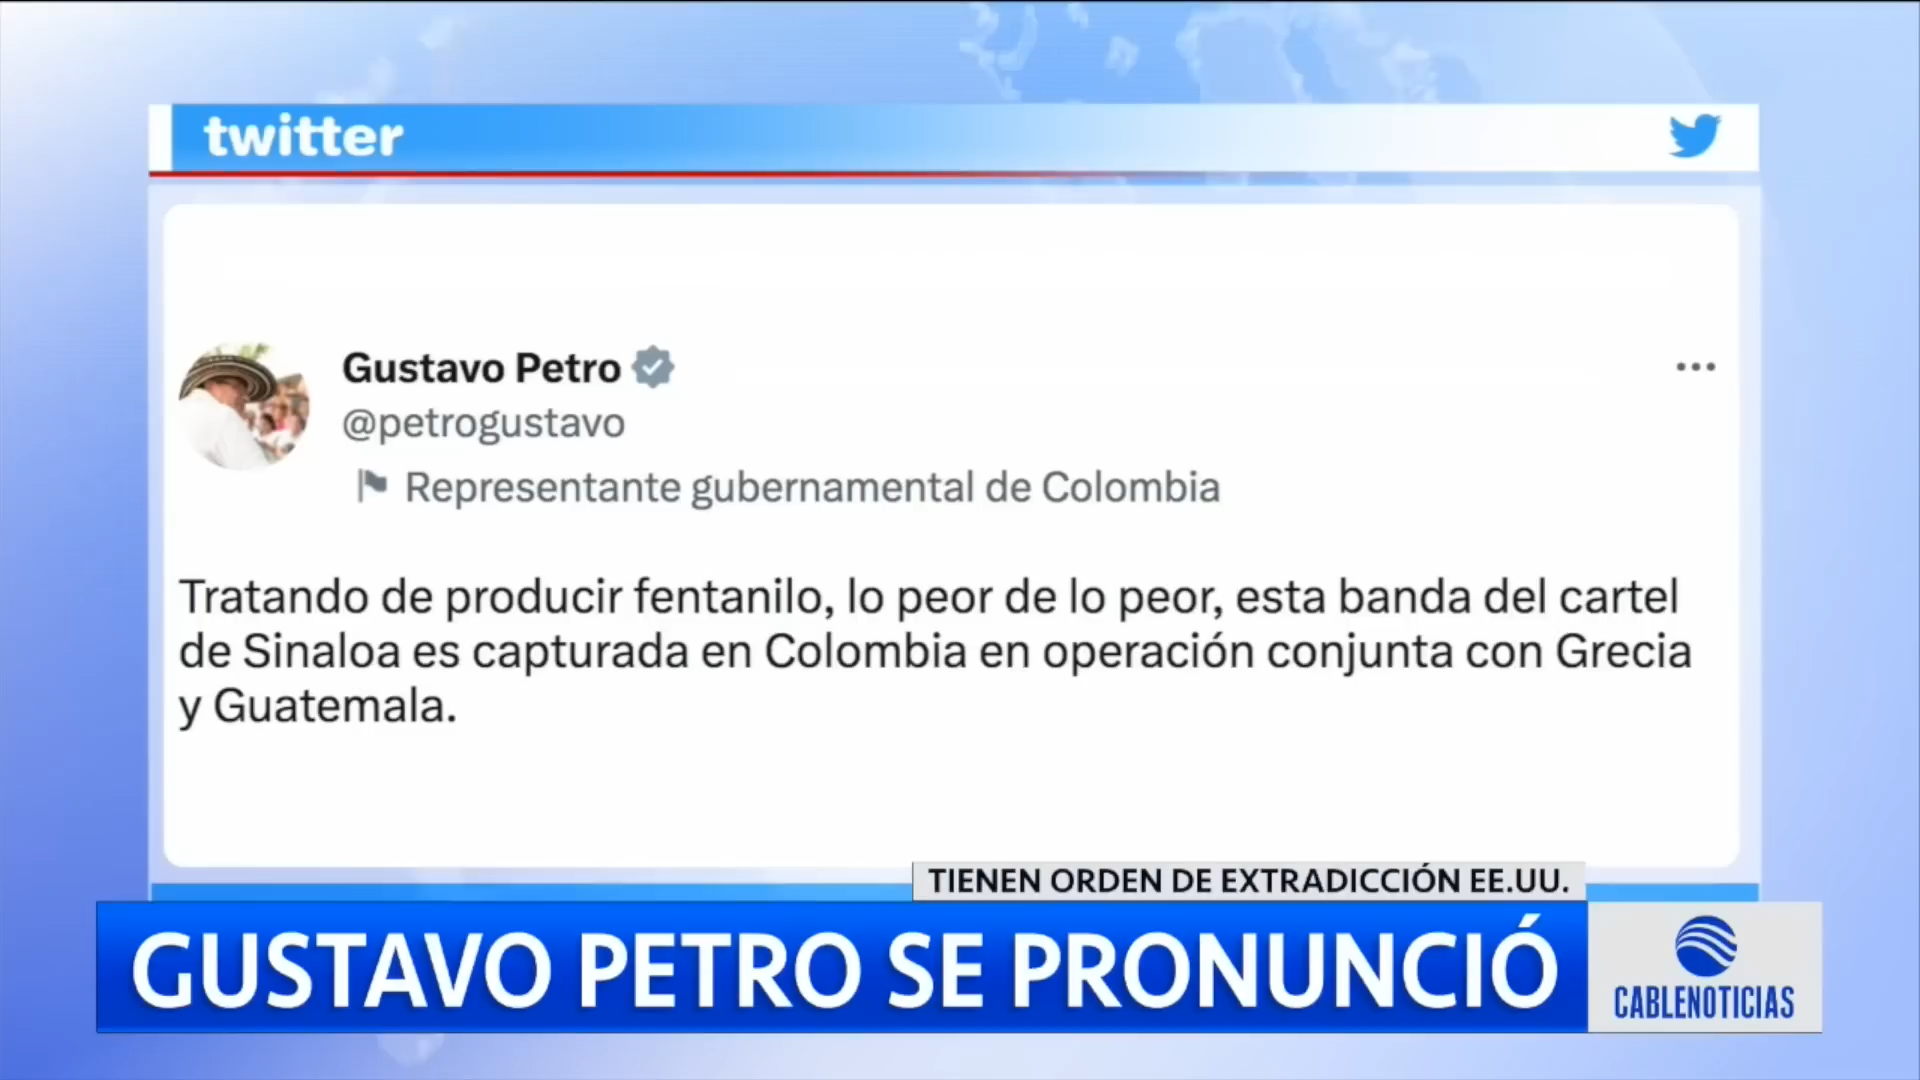 twitter
Gustavo Petro
@petrogustavo
Representante gubernamental de Colombia
Tratando de producir fentanilo, lo peor de lo peor, esta banda del cartel
de Sinaloa es capturada en Colombia en operación conjunta con Grecia
y Guatemala.
TIENEN ORDEN DE EXTRADICCIÓN EE.UU.
GUSTAVO PETRO SE PRONUNCIÓ
CABLENOTICIAS